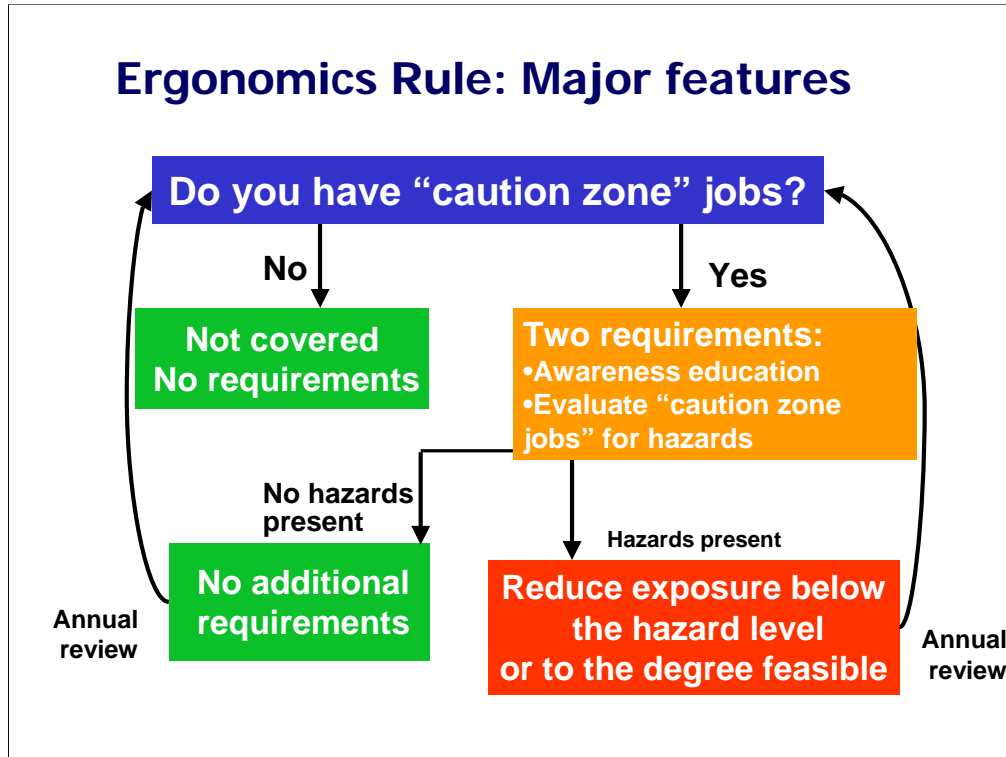 Ergonomics Rule: Major features
Do you have “caution zone” jobs?
No
Yes
Not covered
No requirements
Two requirements:
•Awareness education
•Evaluate “caution zone
jobs” for hazards
No hazards
present
Hazards present
No additional
requirements
Reduce exposure below
the hazard level
or to the degree feasible
Annual
review
Annual
review